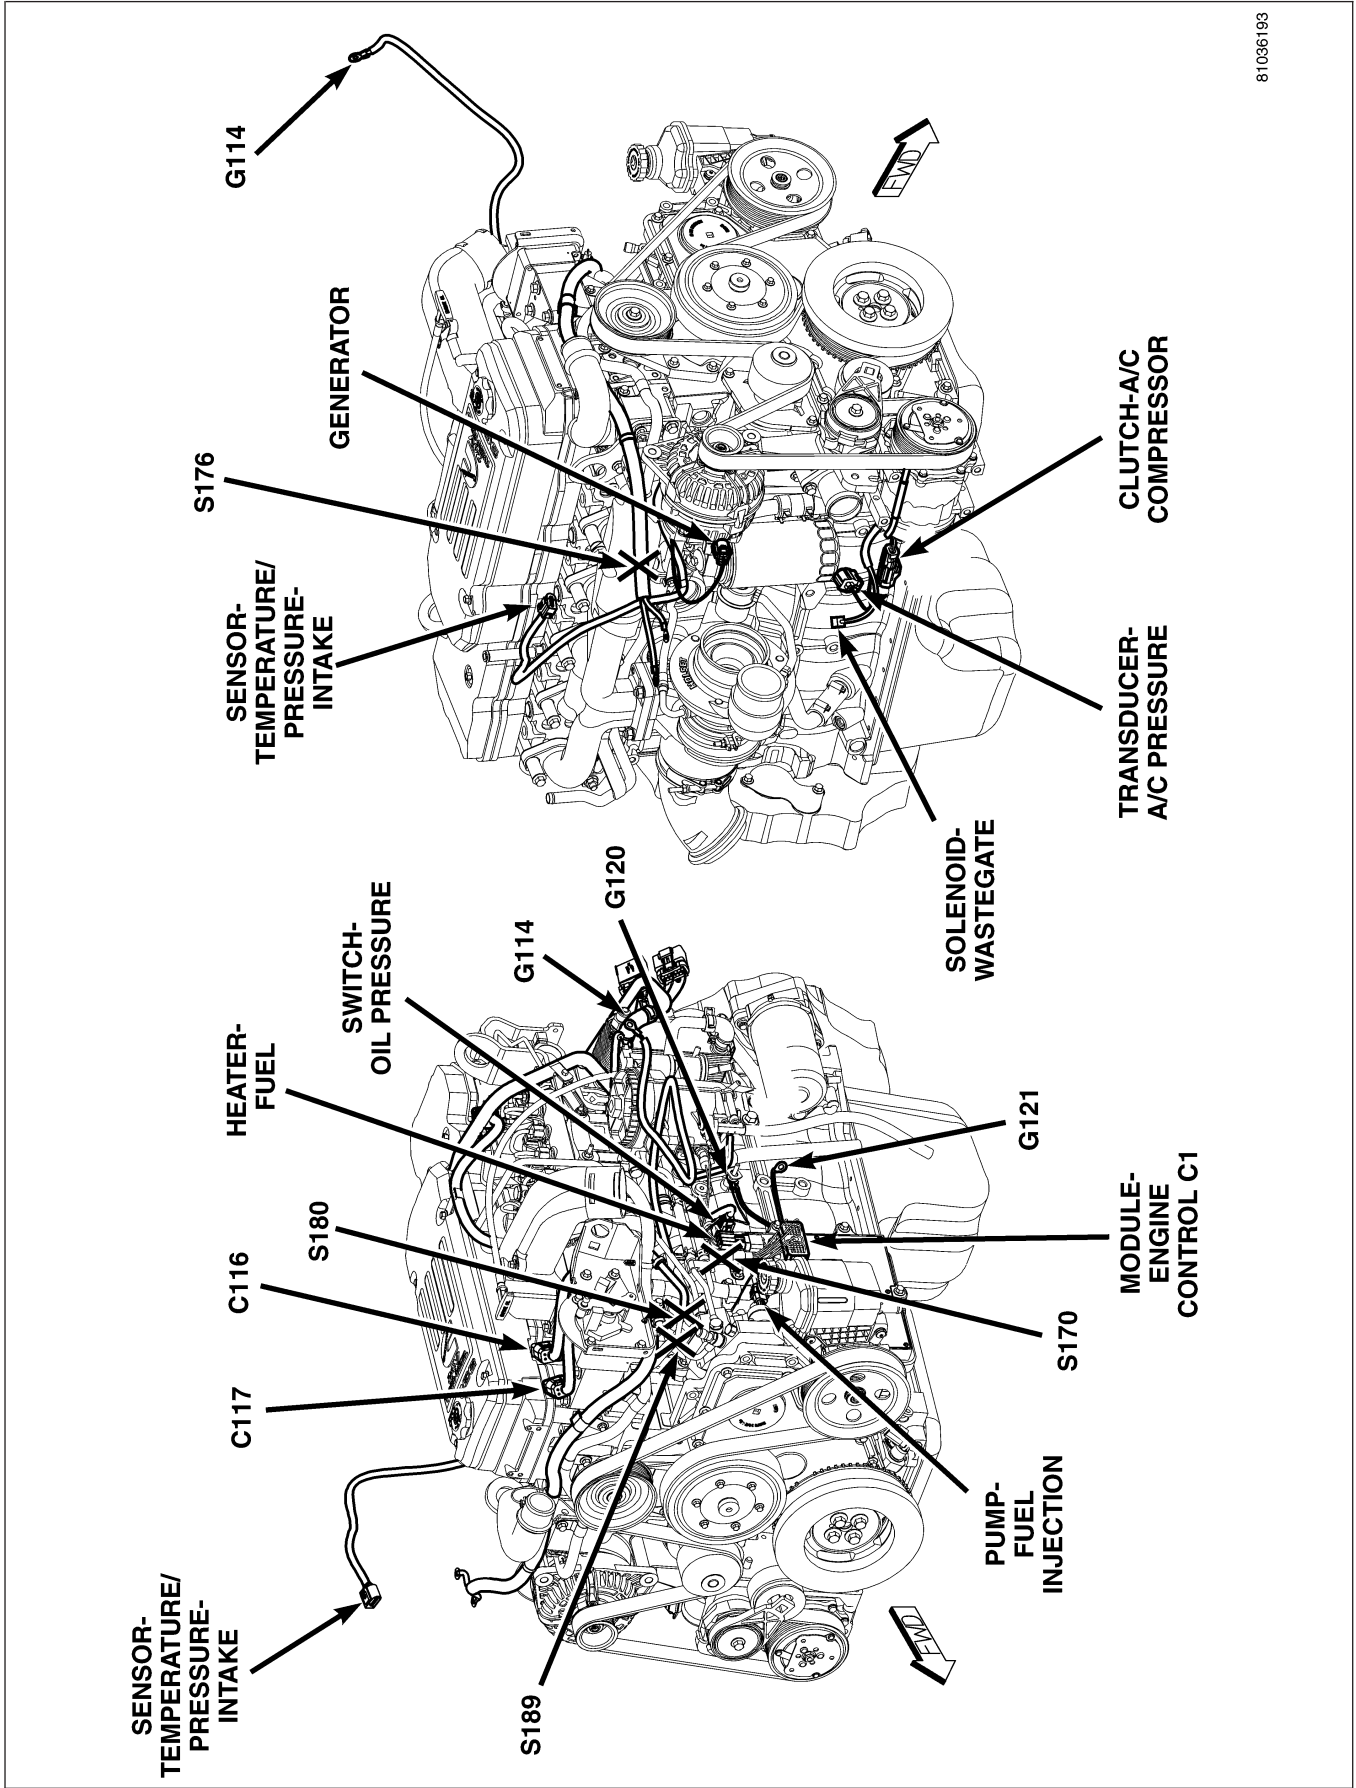 SENSOR-
TEMPERATURE/
PRESSURE-
INTAKE
C117
C116
S180
HEATER-
FUEL
SWITCH-
OIL PRESSURE
G114
G120
S189
FWD
PUMP-
FUEL
INJECTION
S170
MODULE-
ENGINE
CONTROL C1
G121
SENSOR-
TEMPERATURE/
PRESSURE-
INTAKE
S176
GENERATOR
G114
SOLENOID-
WASTEGATE
TRANSDUCER-
A/C PRESSURE
CLUTCH-A/C
COMPRESSOR
FWD
81036193